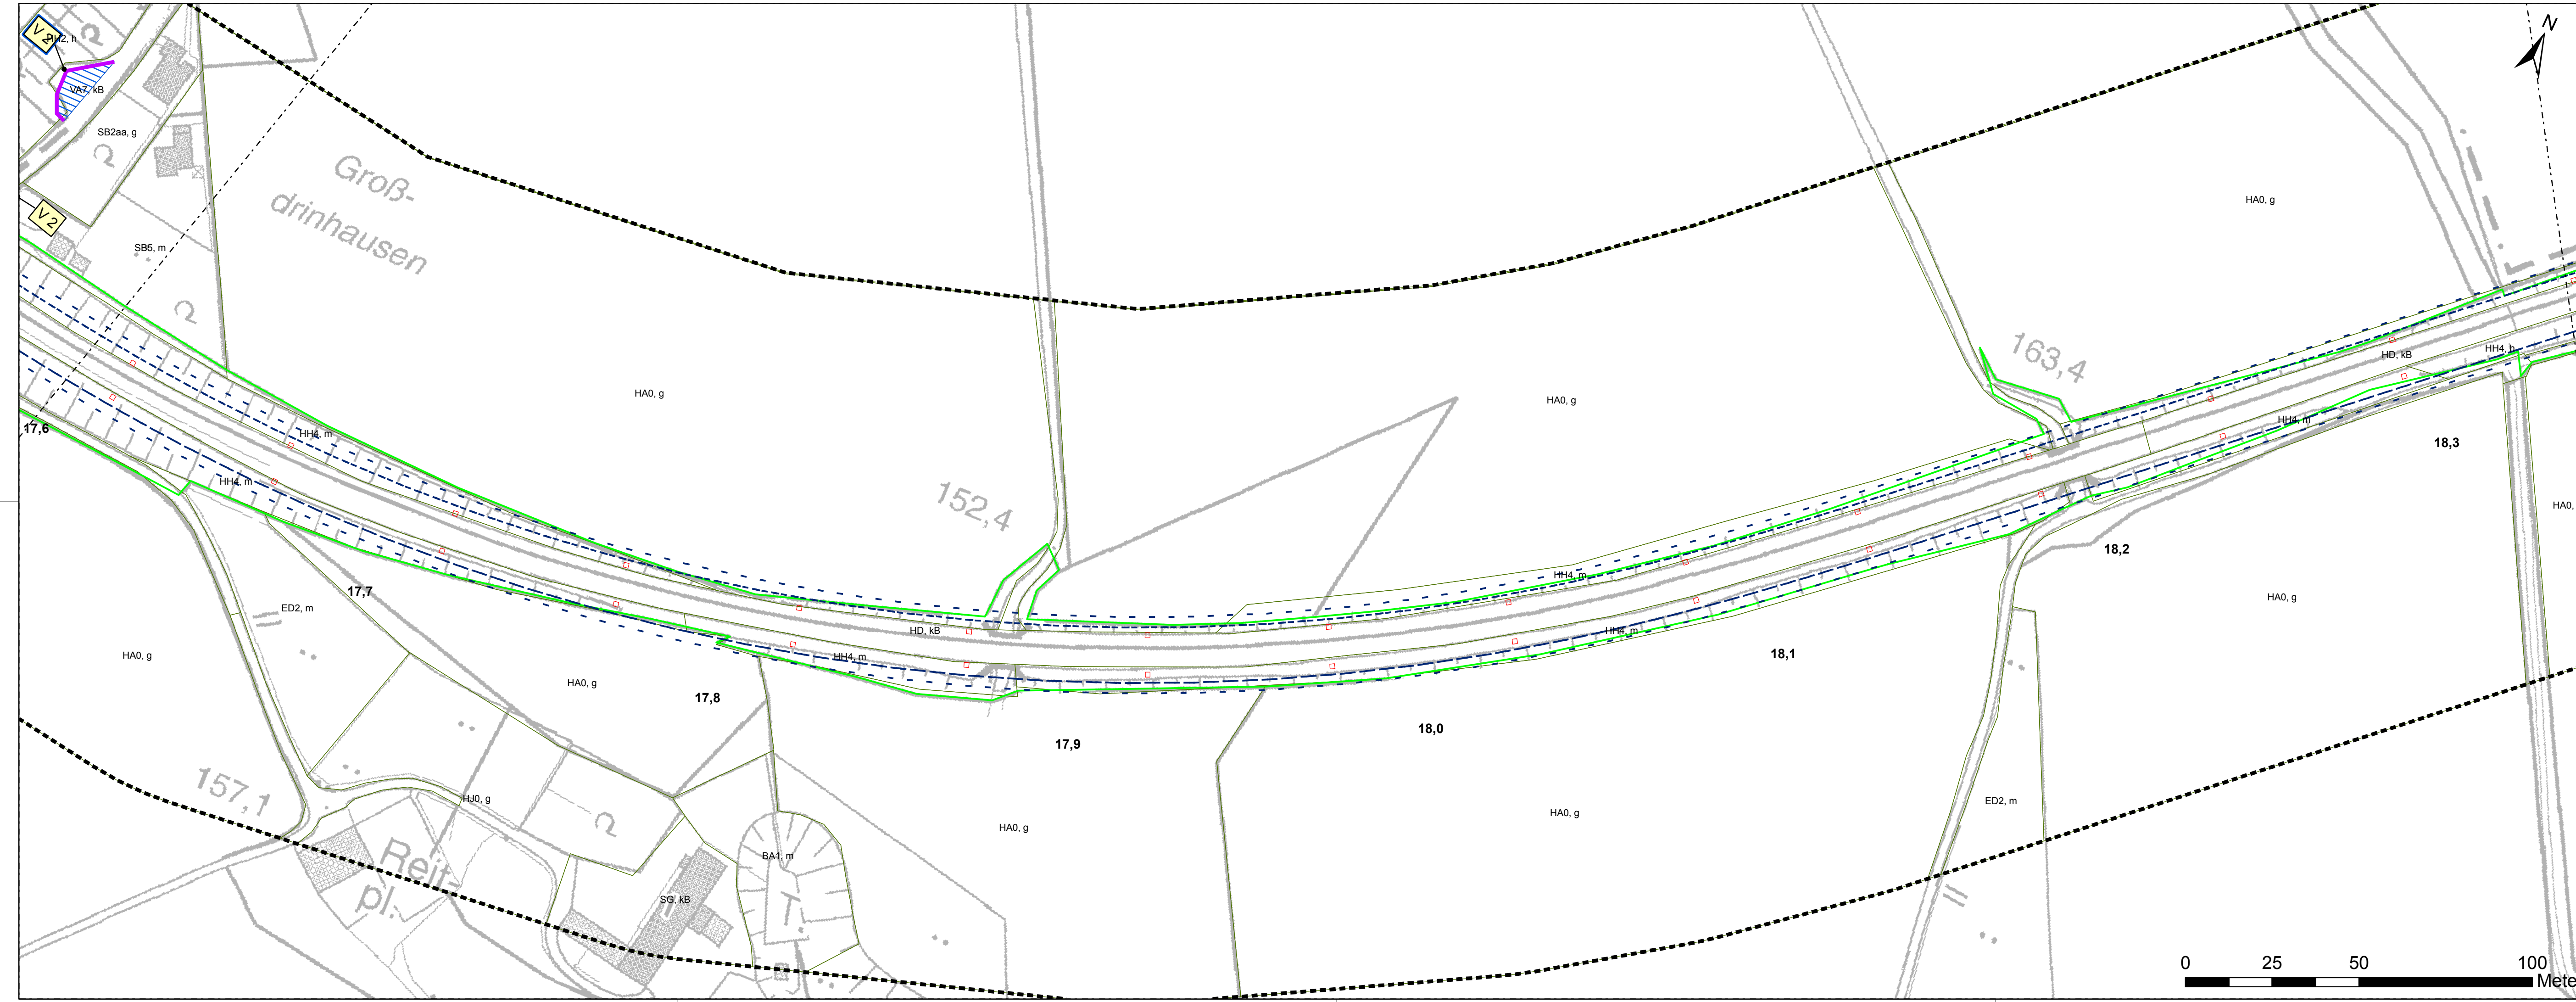 V 2
HH2, h
VA7, kB
SB2aa, g
V 2
SB5, m
Groß-
drinhausen
N
HA0, g
163,4
HD, kB
HH4, h
HA0, g
HA0, g
17,6
HH4, m
HH4, m
HH4, m
18,3
HH4, m
152,4
HA0, g
18,2
HH4, m
17,7
ED2, m
HD, kB
HH4, m
HH4, m
HA0, g
HA0, g
HA0, g
18,1
17,8
17,9
18,0
157,1
HJ0, g
HA0, g
HA0, g
ED2, m
Reit-
pl.
BA1, m
SG, kB
T.
0 25 50 100
Mete